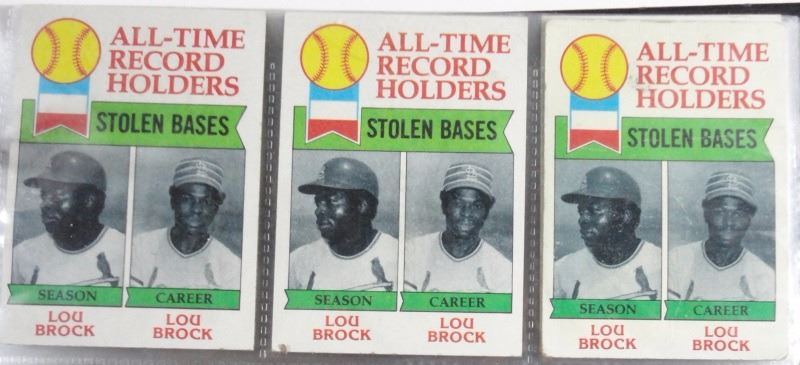 ALL-TIME
RECORD
HOLDERS
STOLEN BASES
SEASON CAREER
LOU LOU
BROCK BROCK
ALL-TIME
RECORD
HOLDERS
STOLEN BASES
SEASON CAREER
LOU LOU
BROCK BROCK
ALL-TIME
RECORD
HOLDERS
STOLEN BASES
SEASON CAREER
LOU LOU
BROCK BROCK